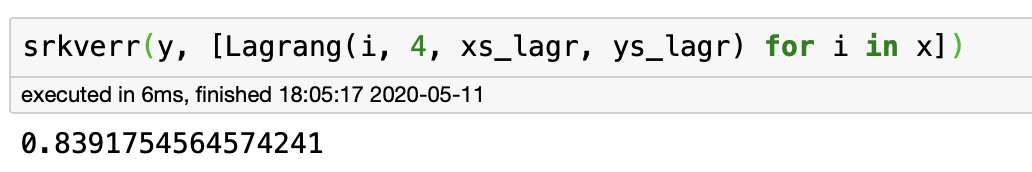 srkverr(y, [Lagrang(i, 4, xs_lagr, ys_lagr) for i in x])
executed in 6ms, finished 18:05:17 2020-05-11
0.8391754564574241